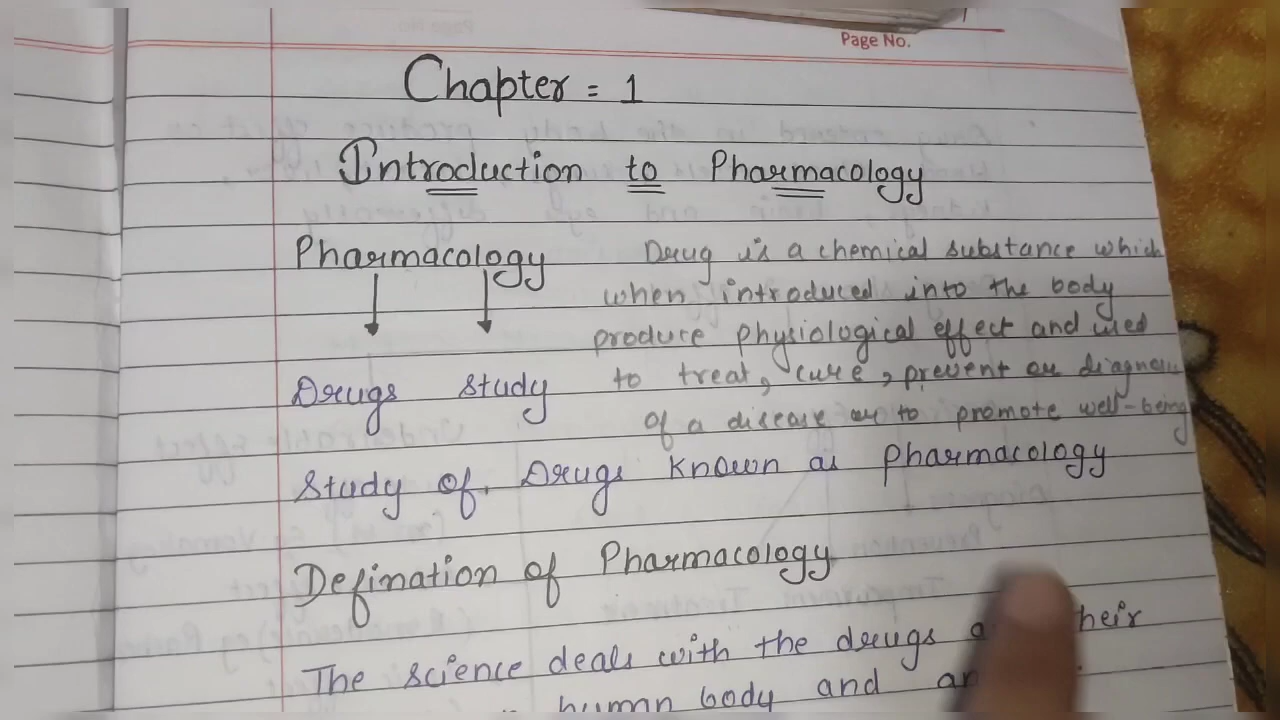 Page No.
Chapter = 1
Introduction to Pharmacology
Pharmacology
Drugs study
Drug is a chemical substance which
when introduced into the body
produce physiological effect and used
to treat, cure, prevent or diagnosis
of a disease or to promote well-being
Study of Drugs known as pharmacology
Defination of Pharmacology
The science deals with the drugs their
human body and